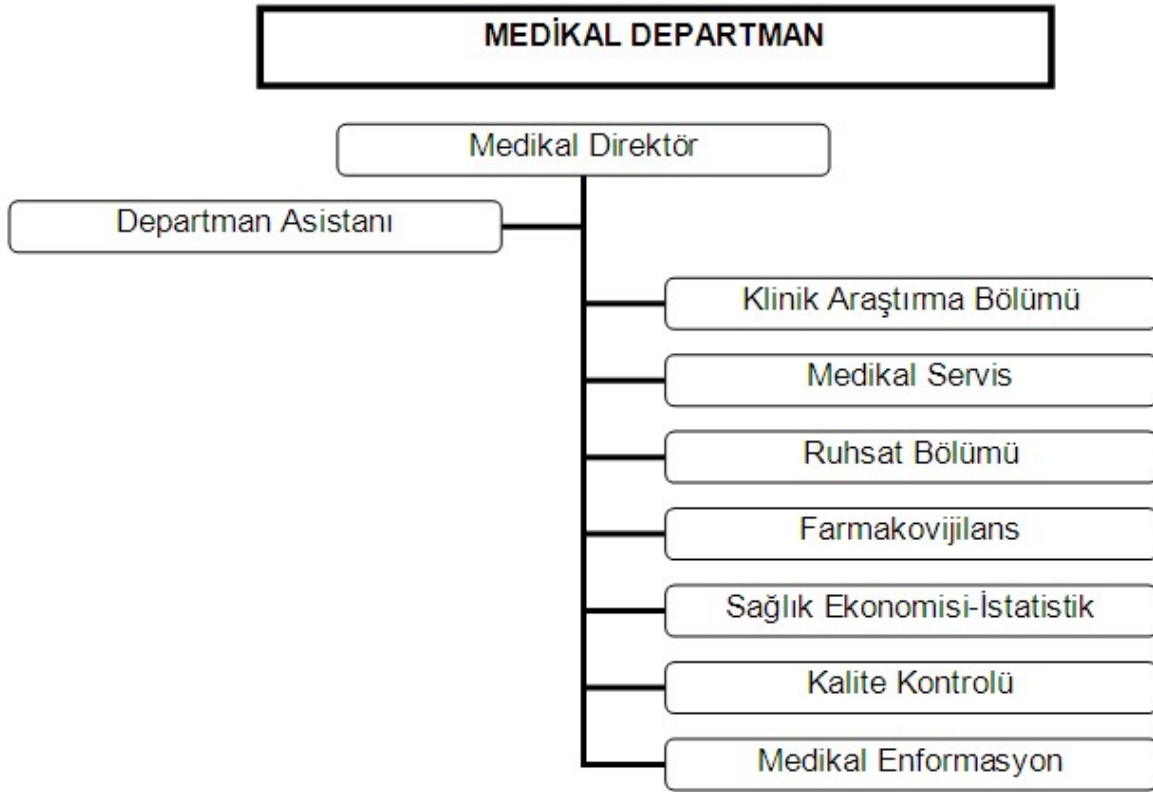 MEDİKAL DEPARTMAN
Medikal Direktör
Departman Asistanı
Klinik Araştırma Bölümü
Medikal Servis
Ruhsat Bölümü
Farmakovijilans
Sağlık Ekonomisi-İstatistik
Kalite Kontrolü
Medikal Enformasyon